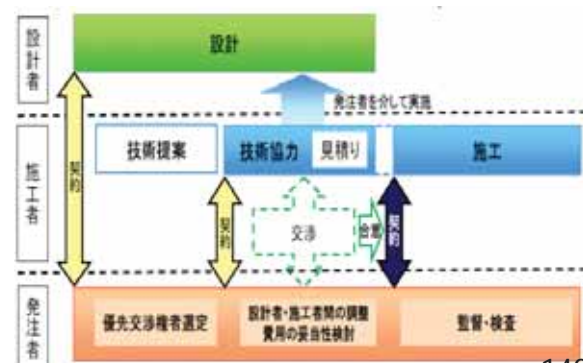 設計者
設計
発注者を介して実施
施工者
技術提案
技術協力
見積り
施工
契約
契約
交渉
合意
契約
発注者
優先交渉権者選定
設計者・施工者間の調整
費用の妥当性検討
監督・検査